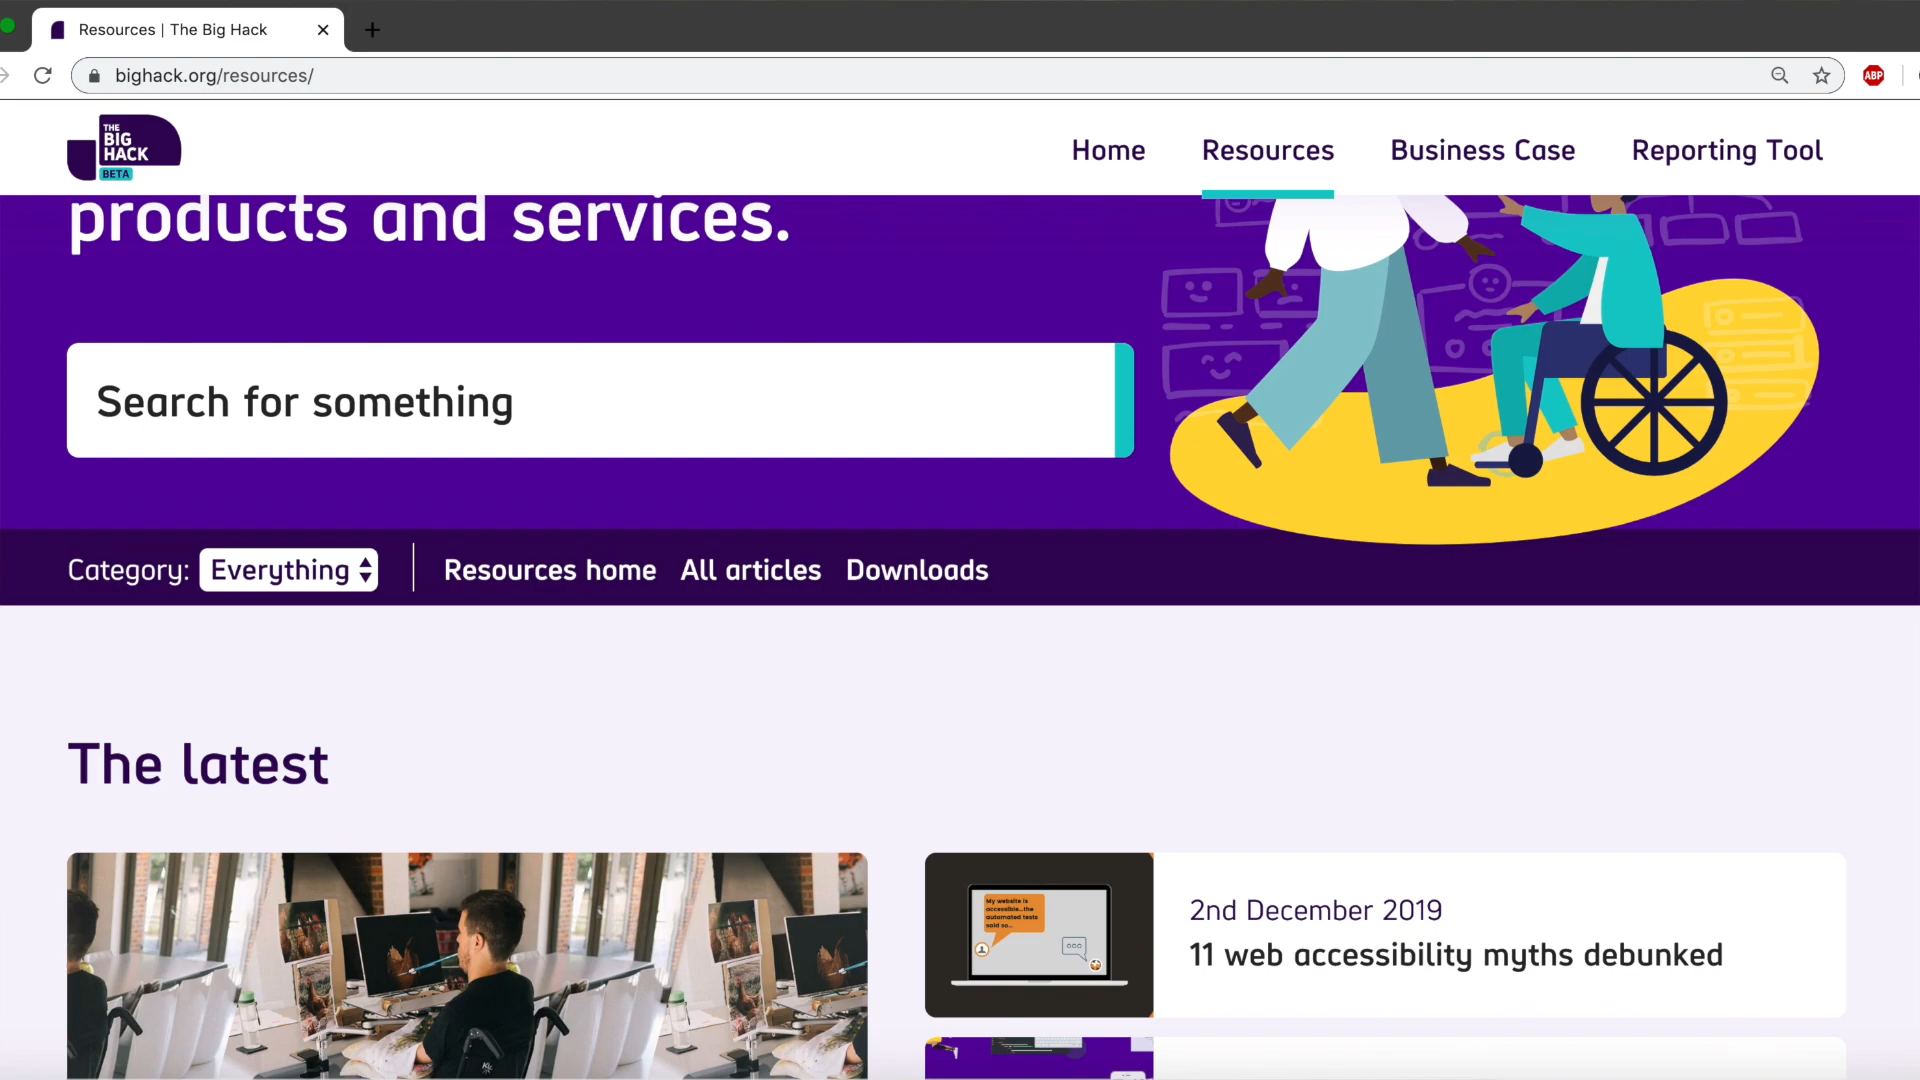 Resources | The Big Hack
bighack.org/resources/
ABP
THE
BIG
HACK
BETA
Home Resources Business Case Reporting Tool
products and services.
Search for something
Category: Everything Resources home All articles Downloads
The latest
My website is
accessible...the
automated tests
said so...
2nd December 2019
11 web accessibility myths debunked